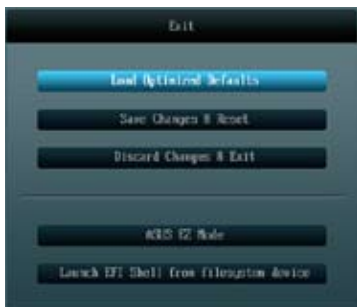 Exit
Load Optimized Defaults
Save Changes & Reset
Discard Changes & Exit
ASUS EZ Mode
Launch EFI Shell from filesystem device